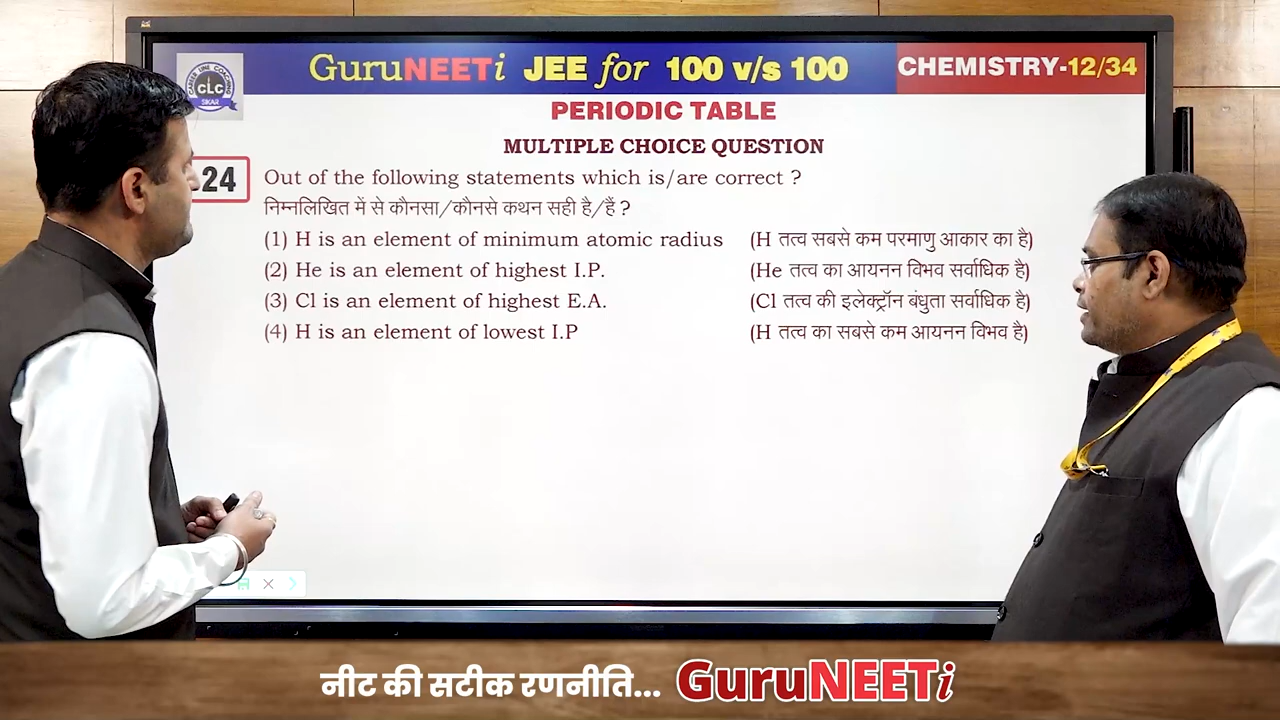 GuruNEETi JEE for 100 v/s 100
CHEMISTRY-12/34
CAREER LINE COACHING
CLC
SIKAR
PERIODIC TABLE
MULTIPLE CHOICE QUESTION
24
Out of the following statements which is/are correct ?
निम्नलिखित में से कौनसा/कौनसे कथन सही है/हैं ?
(1) H is an element of minimum atomic radius (H तत्व सबसे कम परमाणु आकार का है)
(2) He is an element of highest I.P. (He तत्व का आयनन विभव सर्वाधिक है)
(3) Cl is an element of highest E.A. (Cl तत्व की इलेक्ट्रॉन बंधुता सर्वाधिक है)
(4) H is an element of lowest I.P (H तत्व का सबसे कम आयनन विभव है)
नीट की सटीक रणनीति... GuruNEETi